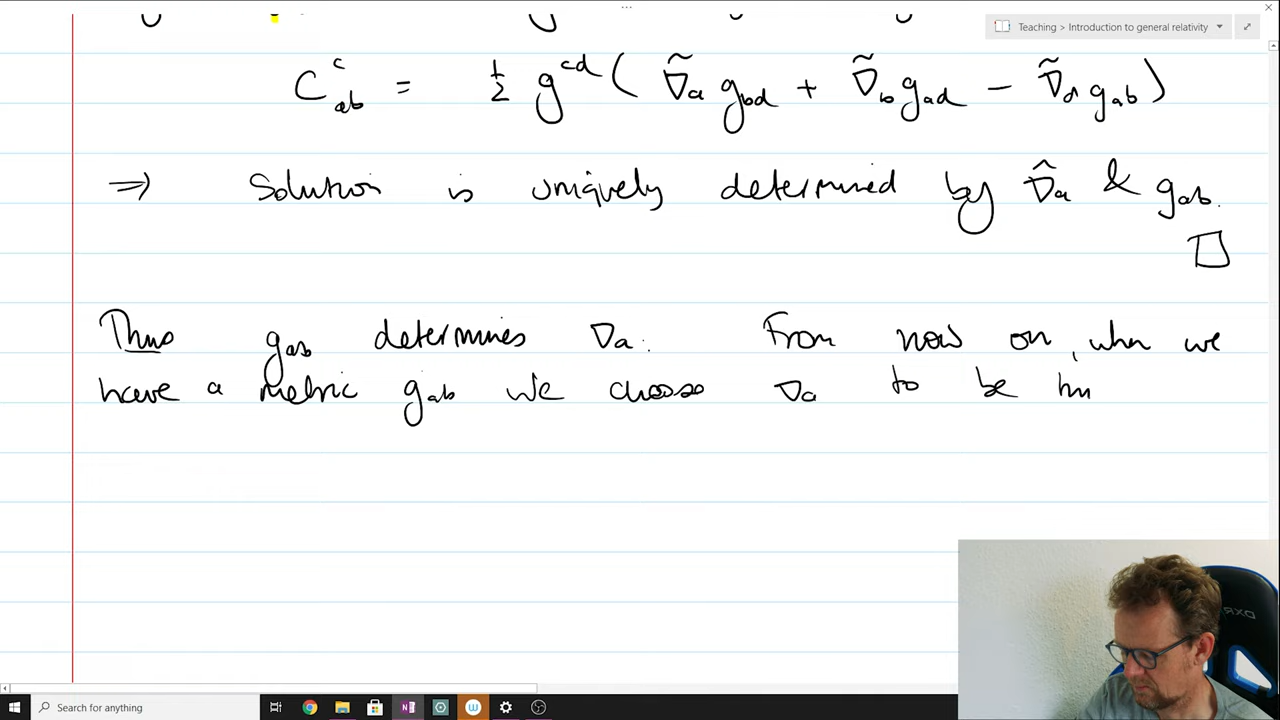 Teaching > Introduction to general relativity
C^c_ab = 1/2 g^cd ( ∇̃_a g_bd + ∇̃_b g_ad − ∇̃_d g_ab )
⇒ Solution is uniquely determined by ∇̃_a & g_ab.
□
Thus g_ab determines ∇_a. From now on, when we
have a metric g_ab we choose ∇_a to be
Search for anything